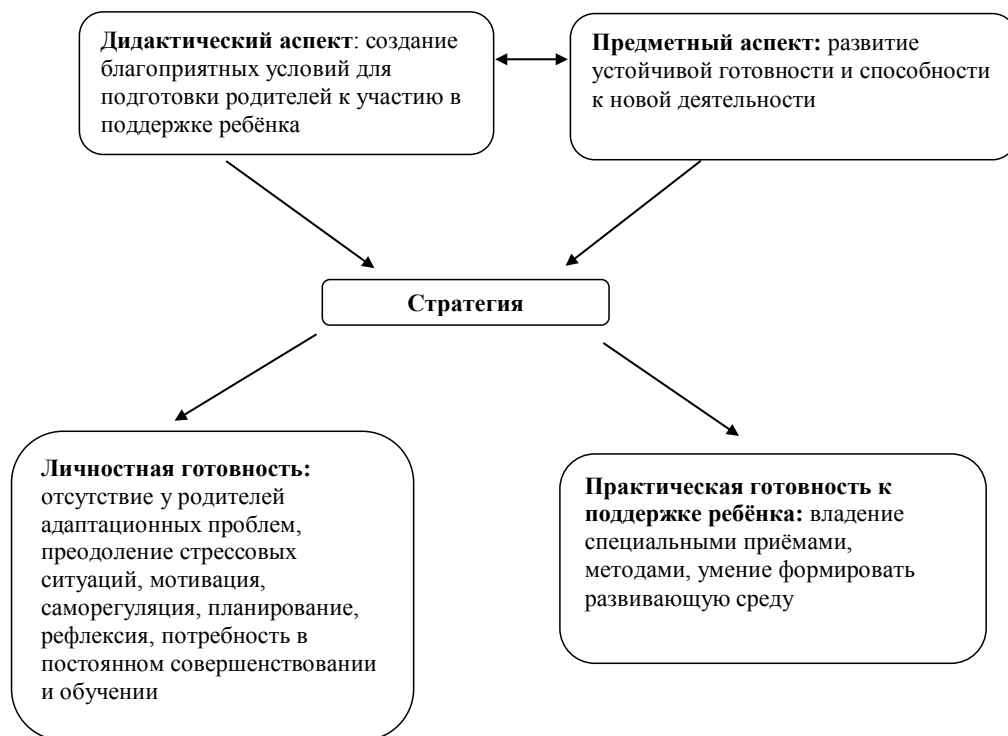 Дидактический аспект: создание
благоприятных условий для
подготовки родителей к участию в
поддержке ребёнка
Предметный аспект: развитие
устойчивой готовности и способности
к новой деятельности
Стратегия
Личностная готовность:
отсутствие у родителей
адаптационных проблем,
преодоление стрессовых
ситуаций, мотивация,
саморегуляция, планирование,
рефлексия, потребность в
постоянном совершенствовании
и обучении
Практическая готовность к
поддержке ребёнка: владение
специальными приёмами,
методами, умение формировать
развивающую среду